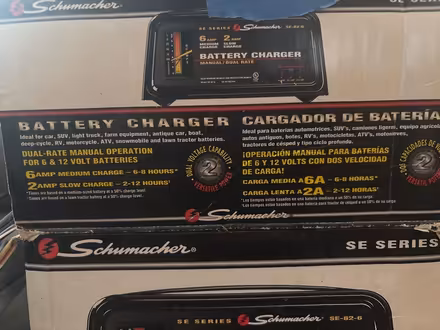 Schumacher®
SE SERIES
SE SERIES Schumacher SE-82-6
6 AMP 2 AMP
MEDIUM CHARGE SLOW CHARGE
BATTERY CHARGER
MANUAL/DUAL RATE
BATTERY CHARGER
Ideal for car, SUV, light truck, farm equipment, antique car, boat,
deep-cycle, RV, motorcycle, ATV, snowmobile and lawn tractor batteries.
DUAL-RATE MANUAL OPERATION
FOR 6 & 12 VOLT BATTERIES
6AMP MEDIUM CHARGE – 6-8 HOURS*
2AMP SLOW CHARGE – 2-12 HOURS*
DUAL VOLTAGE CAPABILITY
2
VERSATILE POWER
CARGADOR DE BATERÍA
Ideal para baterías automotrices, SUV's, camiones ligeros,
autos antiguos, botes, RV's, motocicletas, ATV's, motonieves,
tractores de césped y tipo ciclo profundo.
¡OPERACIÓN MANUAL PARA BATERÍAS
DE 6 Y 12 VOLTS CON DOS VELOCIDAD
DE CARGA!
CARGA MEDIA A 6A – 6-8 HORAS*
CARGA LENTA A 2A – 2-12 HORAS*
DOS CAPACIDADES DE
Schumacher
Schumacher®
SE SERIES
SE SERIES Schumacher® SE-82-6